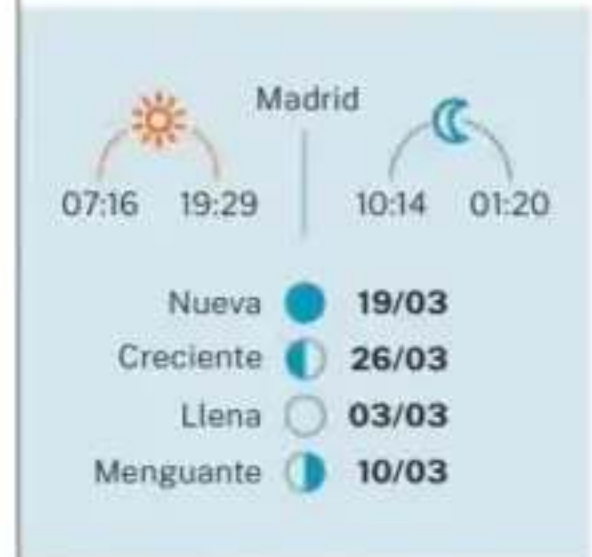 Madrid
07:16 19:29 10:14 01:20
Nueva 19/03
Creciente 26/03
Llena 03/03
Menguante 10/03